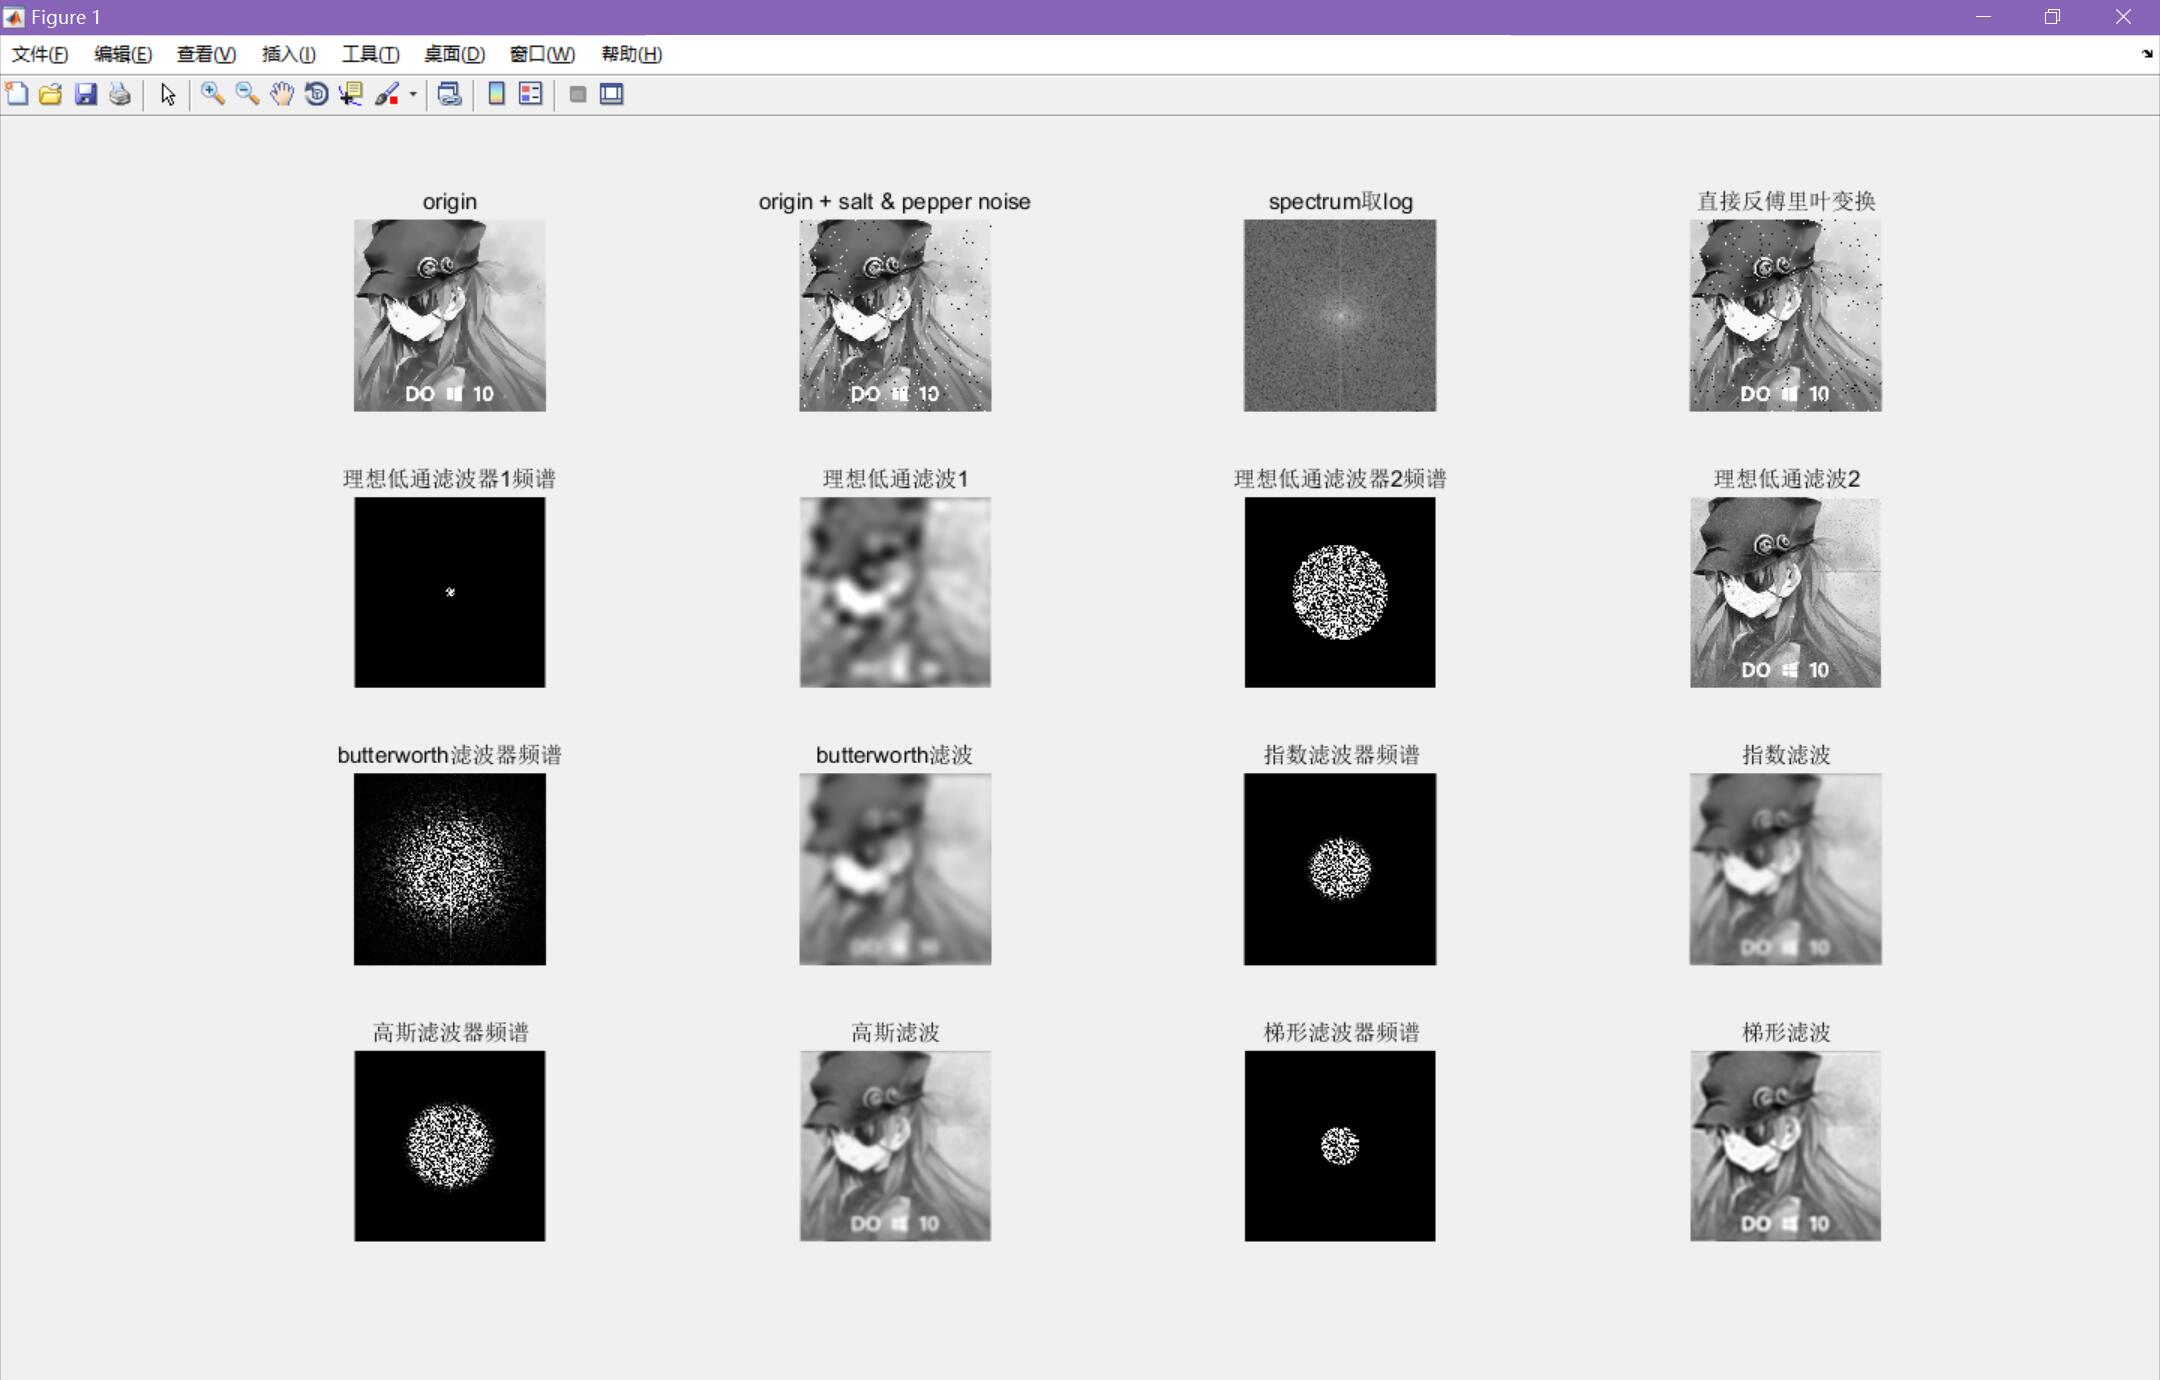 Figure 1
文件(F) 编辑(E) 查看(V) 插入(I) 工具(T) 桌面(D) 窗口(W) 帮助(H)
origin
origin + salt & pepper noise
spectrum取log
直接反傅里叶变换
DO 10
DO 10
DO 10
理想低通滤波器1频谱
理想低通滤波1
理想低通滤波器2频谱
理想低通滤波2
DO 10
butterworth滤波器频谱
butterworth滤波
指数滤波器频谱
指数滤波
DO 10
DO 10
高斯滤波器频谱
高斯滤波
梯形滤波器频谱
梯形滤波
DO 10
DO 10